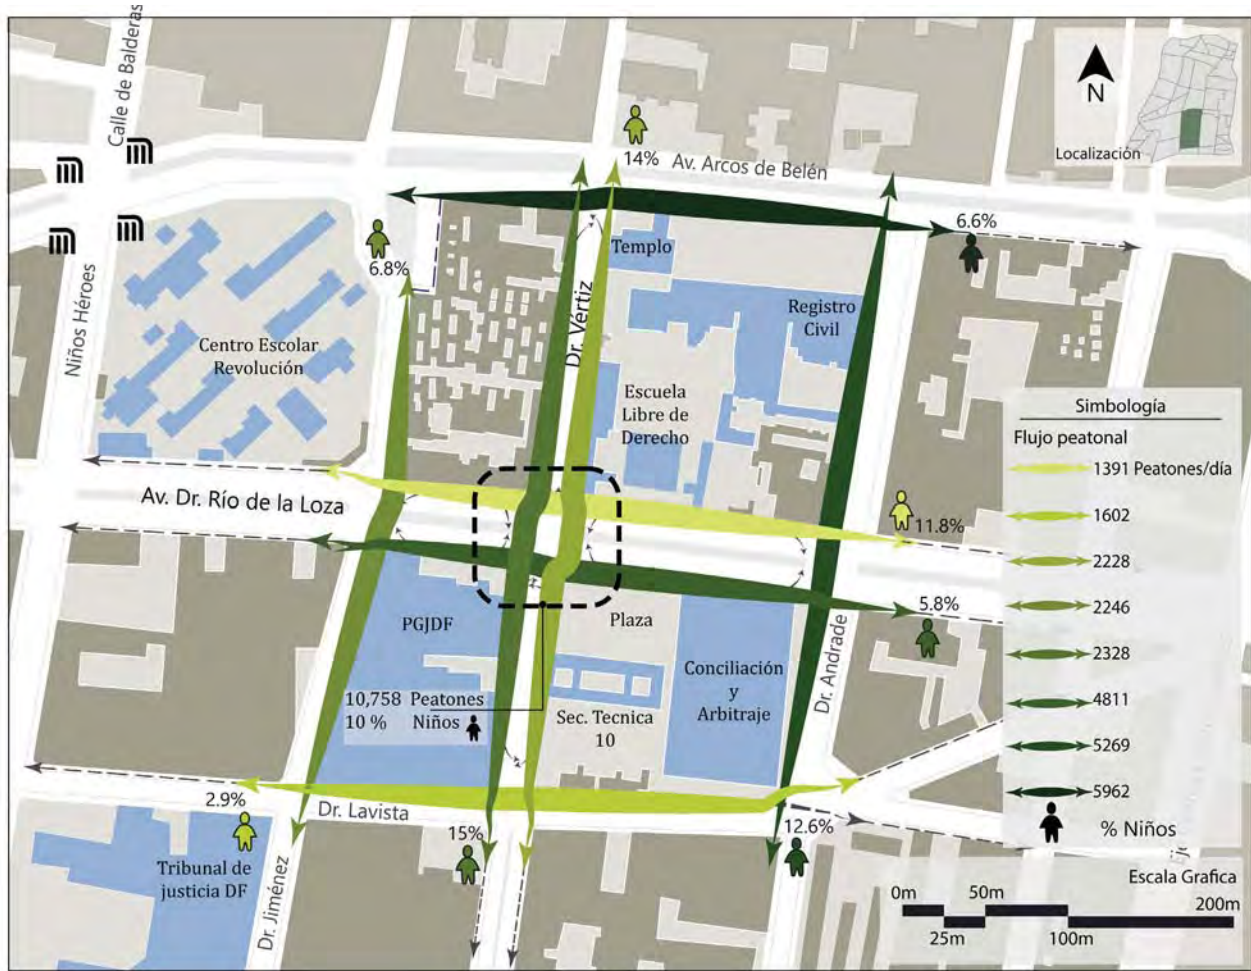 Calle de Balderas
N
Localización
14%
Av. Arcos de Belén
6.6%
6.8%
Templo
Niños Héroes
Dr. Vértiz
Registro
Civil
Centro Escolar
Revolución
Escuela
Libre de
Derecho
Simbología
Flujo peatonal
1391 Peatones/día
1602
2228
2246
2328
4811
5269
5962
% Niños
Av. Dr. Río de la Loza
11.8%
5.8%
PGJDF
Plaza
Conciliación
y
Arbitraje
Dr. Andrade
10,758 Peatones
10 % Niños
Sec. Tecnica
10
2.9%
Dr. Lavista
15%
12.6%
Tribunal de
justicia DF
Dr. Jiménez
Escala Grafica
0m
50m
200m
25m
100m